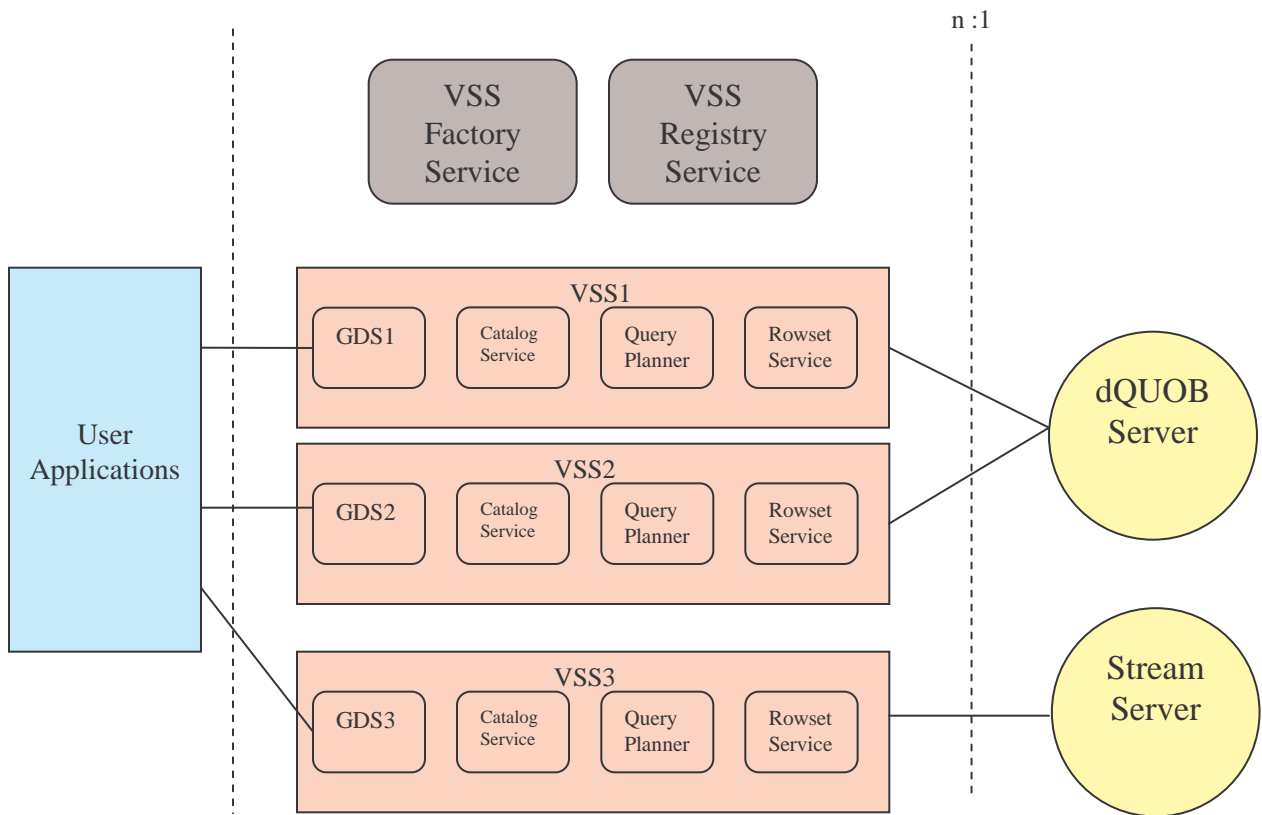 n :1
VSS
Factory
Service
VSS
Registry
Service
User
Applications
VSS1
GDS1
Catalog
Service
Query
Planner
Rowset
Service
VSS2
GDS2
Catalog
Service
Query
Planner
Rowset
Service
VSS3
GDS3
Catalog
Service
Query
Planner
Rowset
Service
dQUOB
Server
Stream
Server